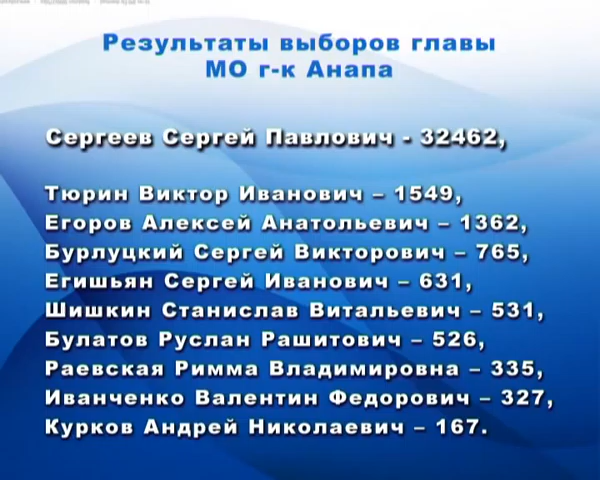 Результаты выборов главы
МО г-к Анапа
Сергеев Сергей Павлович - 32462,
Тюрин Виктор Иванович – 1549,
Егоров Алексей Анатольевич – 1362,
Бурлуцкий Сергей Викторович – 765,
Егишьян Сергей Иванович – 631,
Шишкин Станислав Витальевич – 531,
Булатов Руслан Рашитович – 526,
Раевская Римма Владимировна – 335,
Иванченко Валентин Федорович – 327,
Курков Андрей Николаевич – 167.